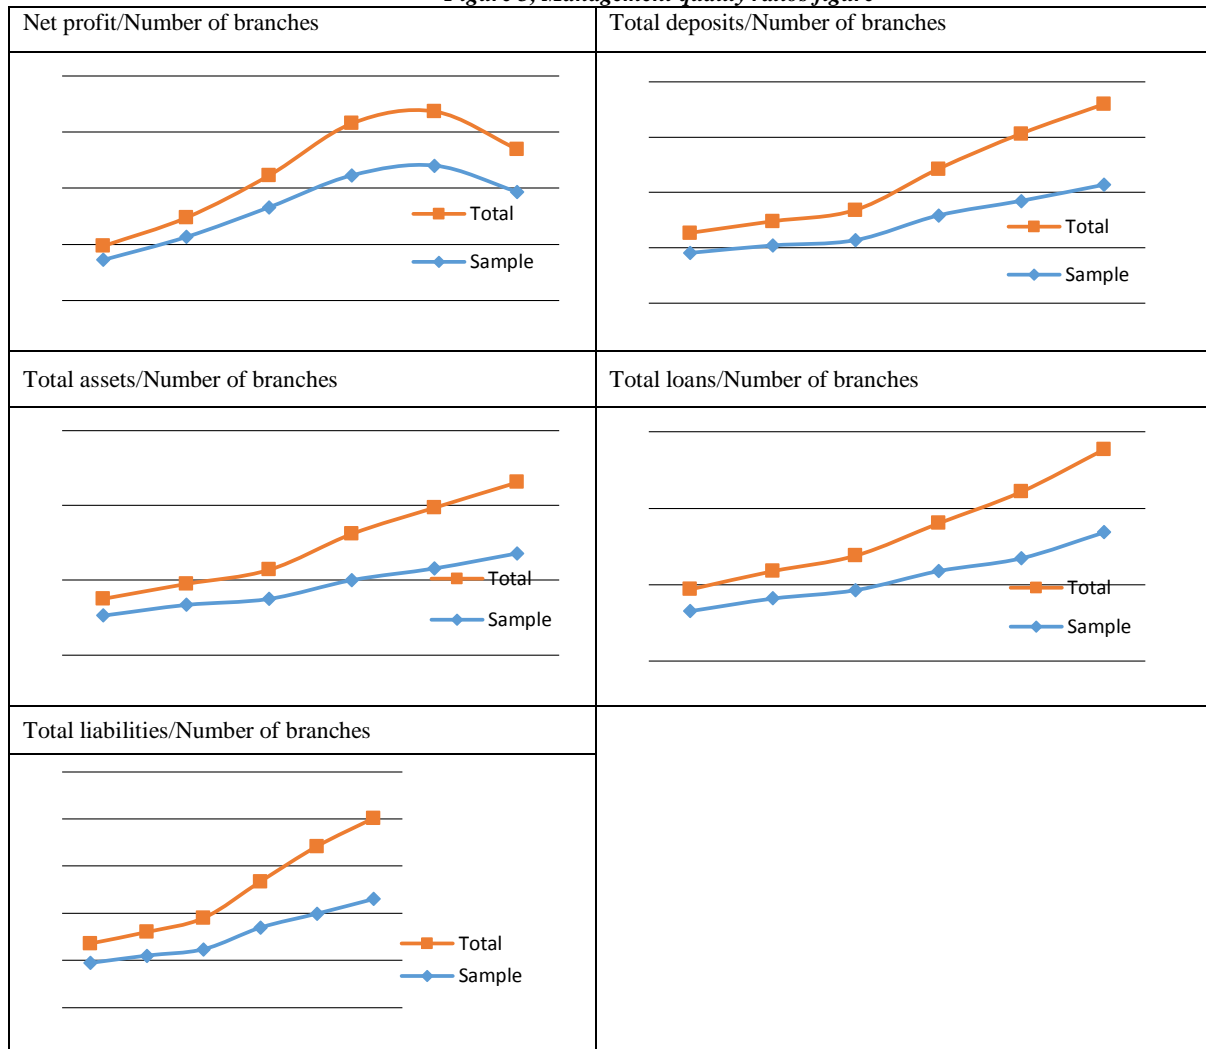 Net profit/Number of branches
Total deposits/Number of branches
Total
Sample
Total
Sample
Total assets/Number of branches
Total loans/Number of branches
Total
Sample
Total
Sample
Total liabilities/Number of branches
Total
Sample